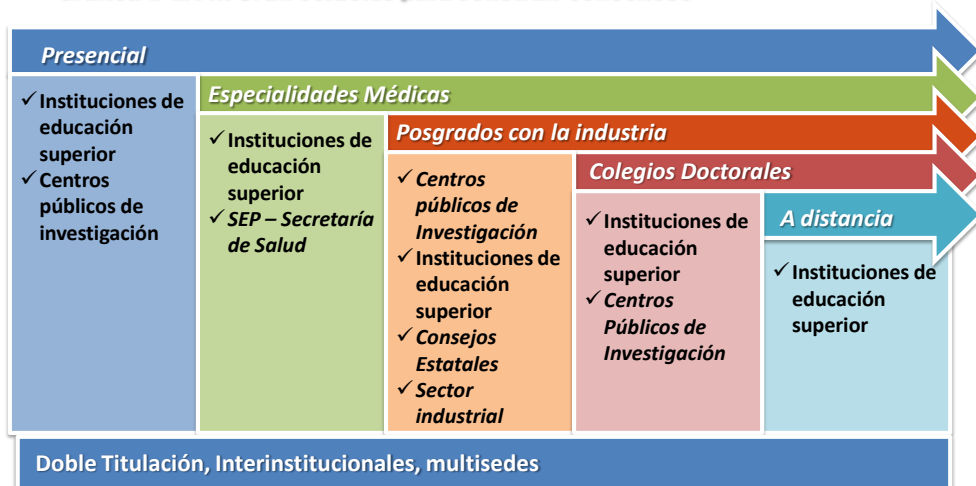 Presencial
✓ Instituciones de
educación
superior
✓ Centros
públicos de
investigación
Especialidades Médicas
✓ Instituciones de
educación
superior
✓ SEP – Secretaría
de Salud
Posgrados con la industria
✓ Centros
públicos de
Investigación
✓ Instituciones de
educación
superior
✓ Consejos
Estatales
✓ Sector
industrial
Colegios Doctorales
✓ Instituciones de
educación
superior
✓ Centros
Públicos de
Investigación
A distancia
✓ Instituciones de
educación
superior
Doble Titulación, Interinstitucionales, multisedes